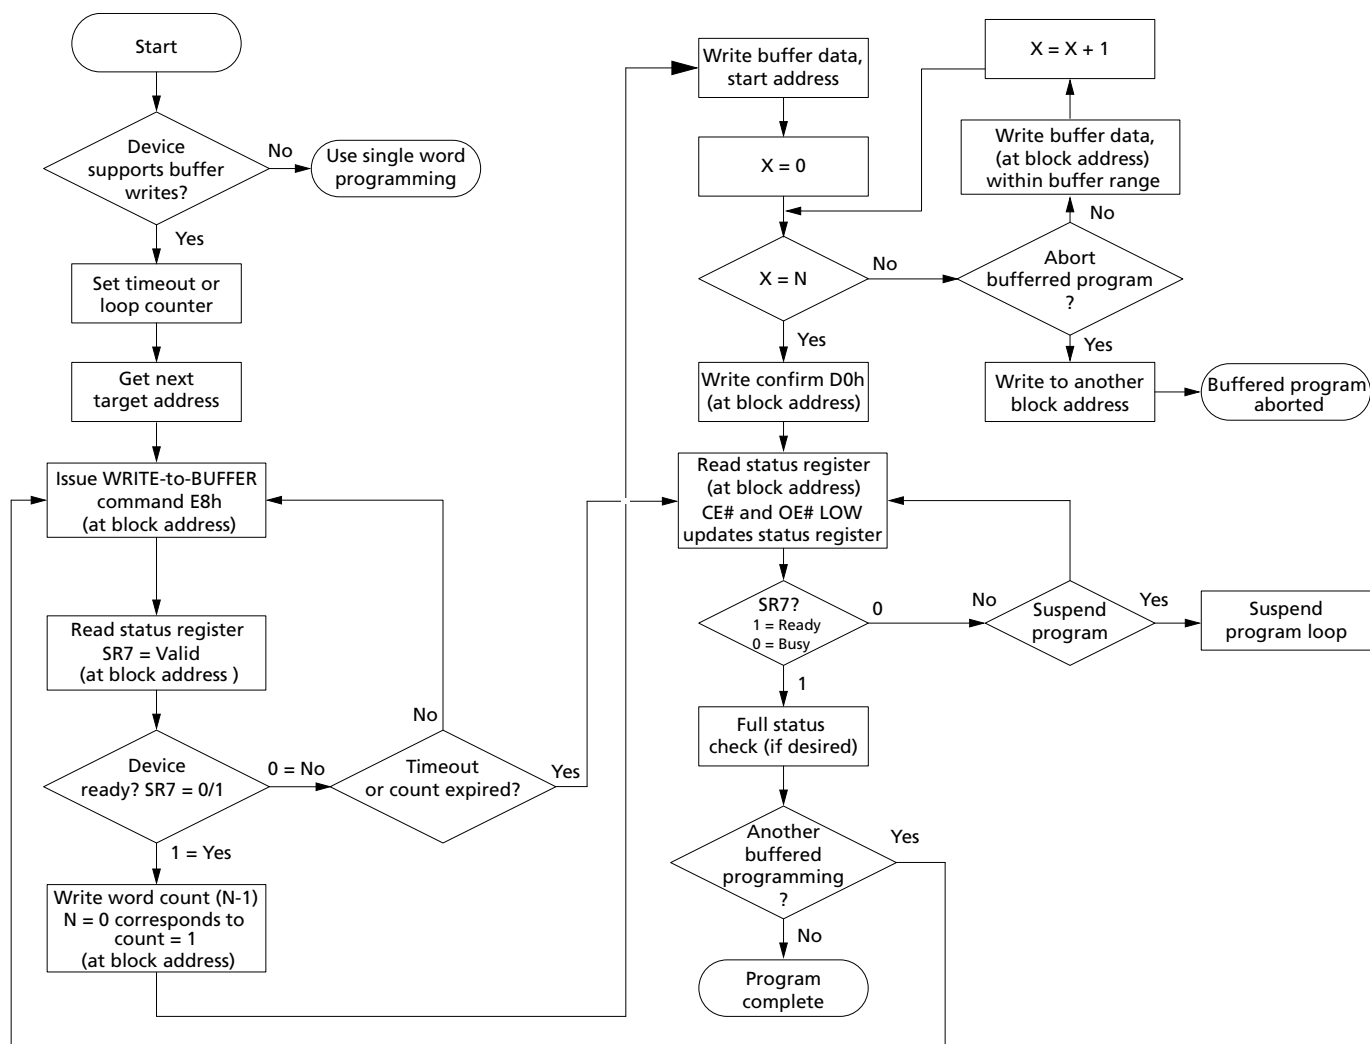 Start
Device
supports buffer
writes?
No
Use single word
programming
Yes
Set timeout or
loop counter
Get next
target address
Issue WRITE-to-BUFFER
command E8h
(at block address)
Read status register
SR7 = Valid
(at block address )
Device
ready? SR7 = 0/1
0 = No
No
Timeout
or count expired?
Yes
1 = Yes
Write word count (N-1)
N = 0 corresponds to
count = 1
(at block address)
Write buffer data,
start address
X = 0
X = N
No
Yes
X = X + 1
Write buffer data,
(at block address)
within buffer range
No
Abort
bufferred program
?
Yes
Write to another
block address
Buffered program
aborted
Write confirm D0h
(at block address)
Read status register
(at block address)
CE# and OE# LOW
updates status register
SR7?
1 = Ready
0 = Busy
0
No
Suspend
program
Yes
Suspend
program loop
1
Full status
check (if desired)
Another
buffered
programming
?
Yes
No
Program
complete